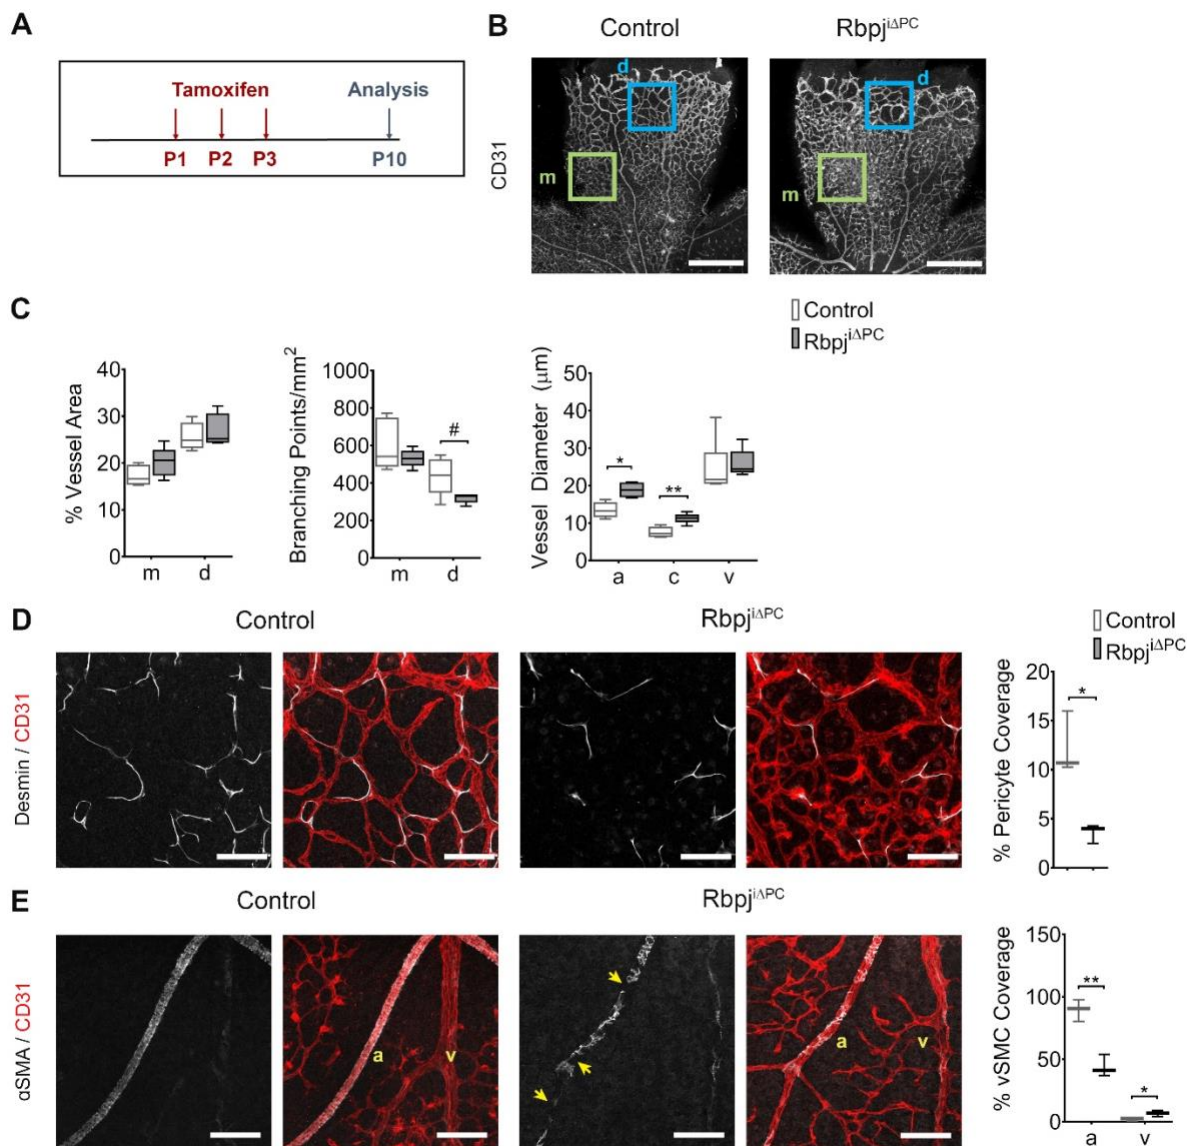 A
Tamoxifen
Analysis
P1 P2 P3
P10
B
Control
Rbpj^iΔPC
CD31
d
m
d
m
C
Control
Rbpj^iΔPC
% Vessel Area
40
30
20
10
0
m d
Branching Points/mm²
1000
800
600
400
200
0
#
m d
Vessel Diameter (μm)
50
40
30
20
10
0
*
**
a c v
D
Control
Rbpj^iΔPC
Desmin / CD31
Control
Rbpj^iΔPC
% Pericyte Coverage
20
15
10
5
0
*
E
Control
Rbpj^iΔPC
αSMA / CD31
a
v
a
v
% vSMC Coverage
150
100
50
0
**
*
a v